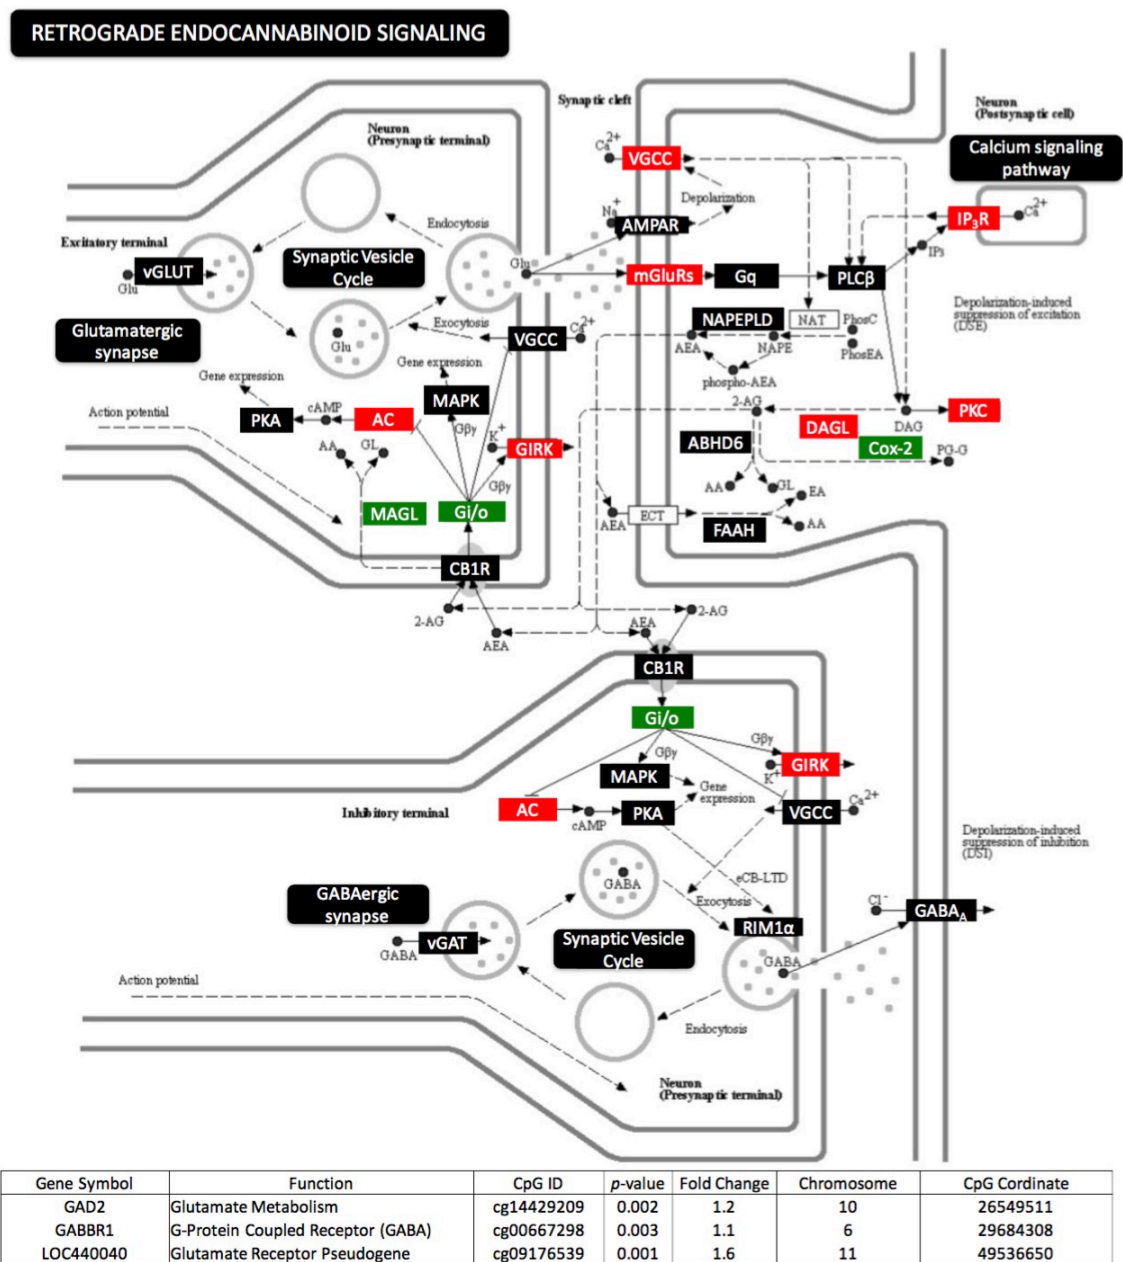 RETROGRADE ENDOCANNABINOID SIGNALING
Synaptic cleft
Neuron
(Postsynaptic cell)
Neuron
(Presynaptic terminal)
Ca2+
VGCC
Calcium signaling
pathway
Depolarization
Na+
AMPAR
IP3R
Ca2+
Endocytosis
Excitatory terminal
vGLUT
Glu
Synaptic Vesicle
Cycle
Glu
mGluRs
Gq
PLCβ
IP3
Glutamatergic
synapse
Glu
Exocytosis
VGCC
Ca2+
NAPEPLD
NAT
PhosC
PhosEA
AEA
NAPE
phospho-AEA
Depolarization-induced
suppression of excitation
(DSE)
Gene expression
Gene expression
MAPK
Action potential
PKA
cAMP
AC
Gβγ
K+
GIRK
Gβγ
2-AG
DAG
PKC
DAGL
Cox-2
PG-G
ABHD6
AA
GL
AA
GL
EA
MAGL
Gi/o
AEA
ECT
FAAH
AA
CB1R
2-AG
AEA
AEA
2-AG
CB1R
Gi/o
Gβγ
Gβγ
MAPK
K+
GIRK
Gene
expression
Inhibitory terminal
AC
cAMP
PKA
VGCC
Ca2+
Depolarization-induced
suppression of inhibition
(DSI)
GABA
eCB-LTD
Exocytosis
GABAergic
synapse
Cl-
GABAA
RIM1α
vGAT
GABA
Synaptic Vesicle
Cycle
GABA
Action potential
Endocytosis
Neuron
(Presynaptic terminal)
Gene Symbol Function CpG ID p-value Fold Change Chromosome CpG Cordinate
GAD2 Glutamate Metabolism cg14429209 0.002 1.2 10 26549511
GABBR1 G-Protein Coupled Receptor (GABA) cg00667298 0.003 1.1 6 29684308
LOC440040 Glutamate Receptor Pseudogene cg09176539 0.001 1.6 11 49536650